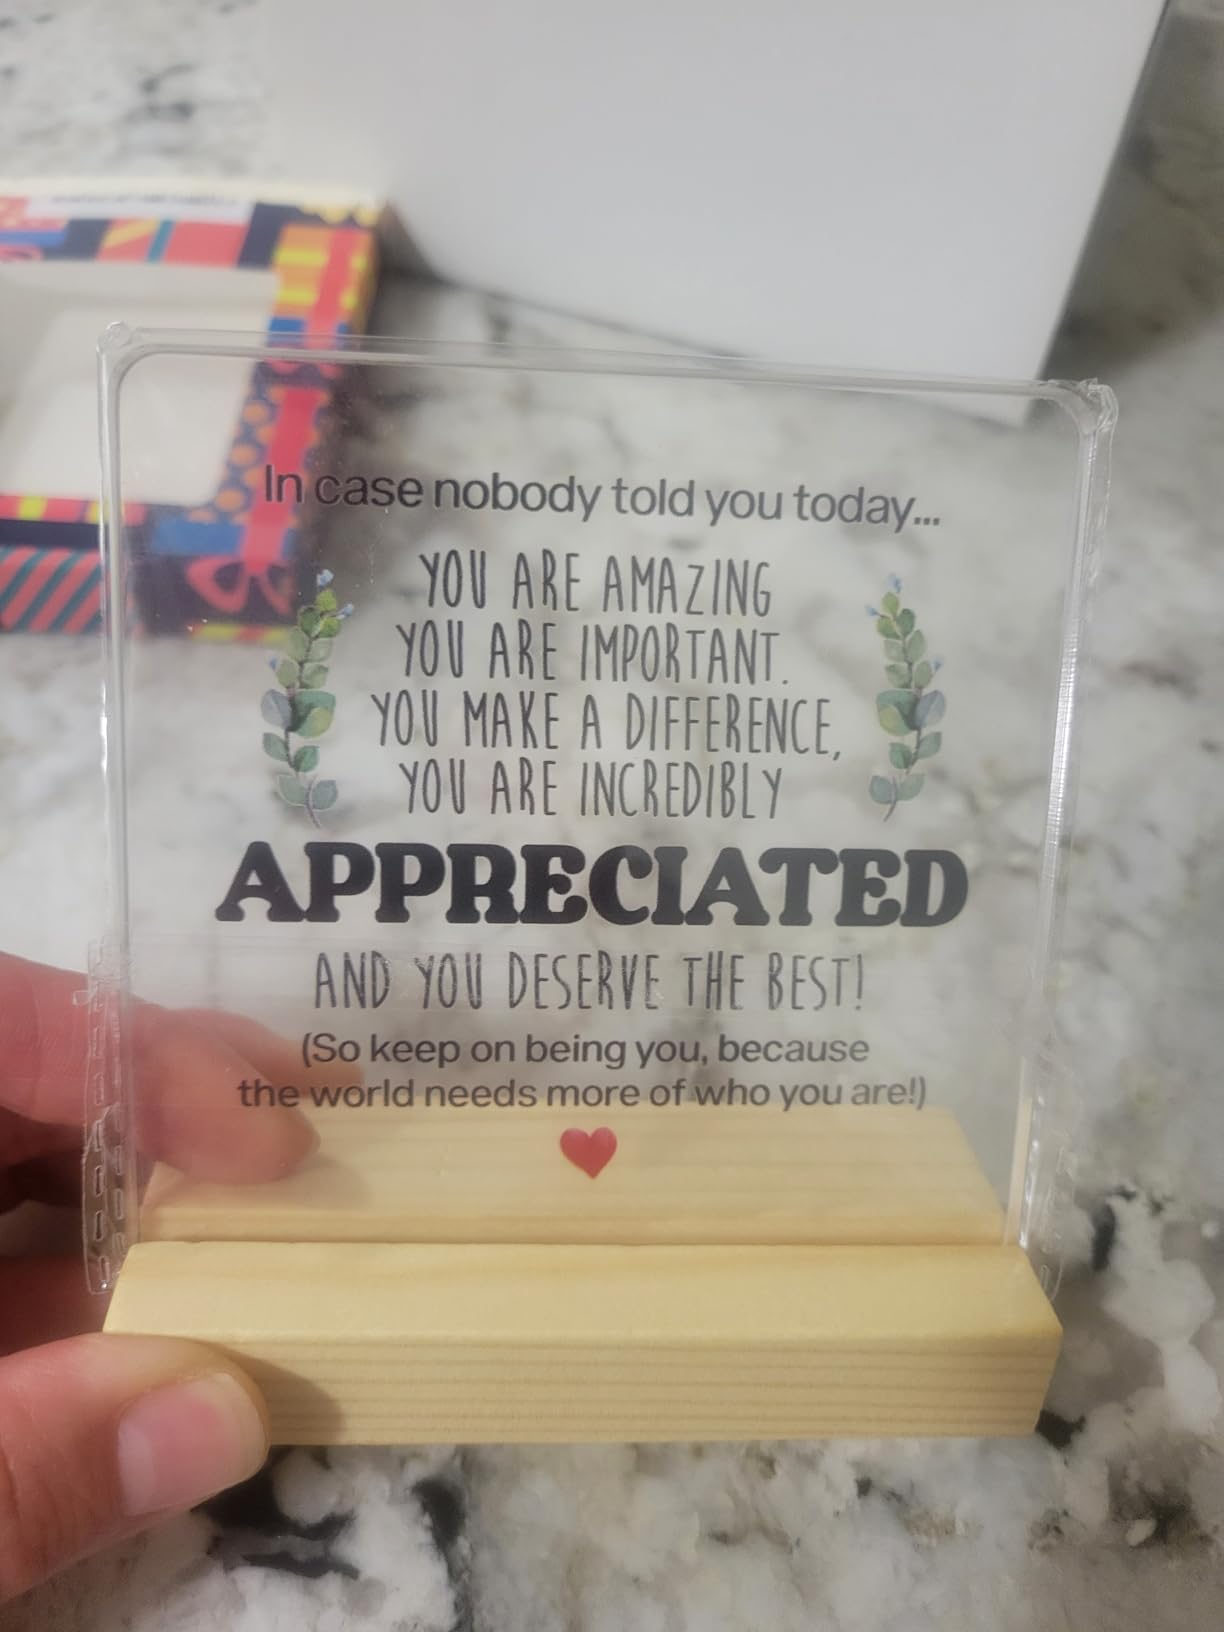 In case nobody told you today...
YOU ARE AMAZING
YOU ARE IMPORTANT.
YOU MAKE A DIFFERENCE,
YOU ARE INCREDIBLY
APPRECIATED
AND YOU DESERVE THE BEST!
(So keep on being you, because
the world needs more of who you are!)